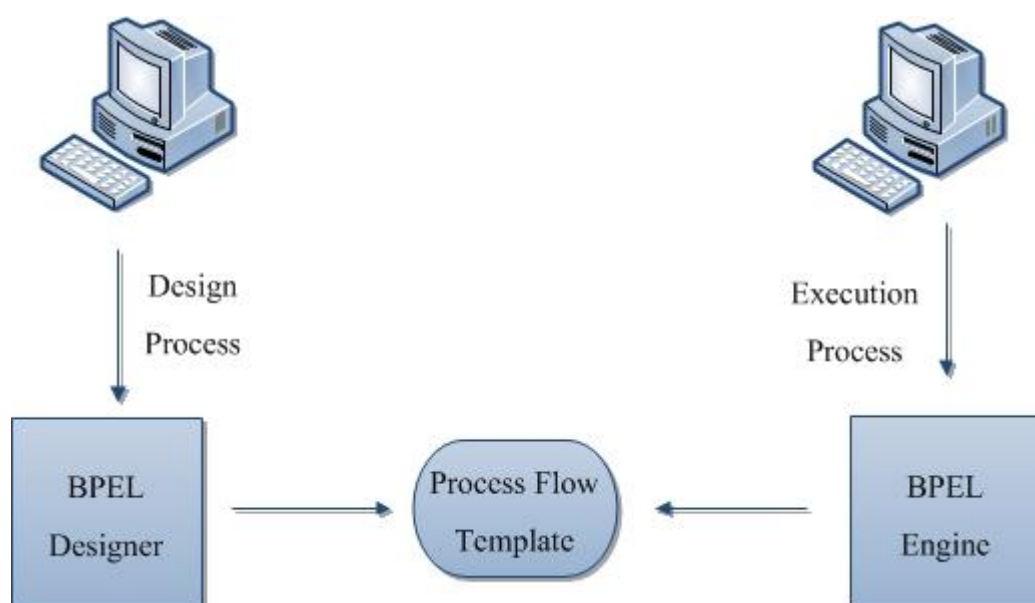 Design
Process
Execution
Process
BPEL
Designer
Process Flow
Template
BPEL
Engine